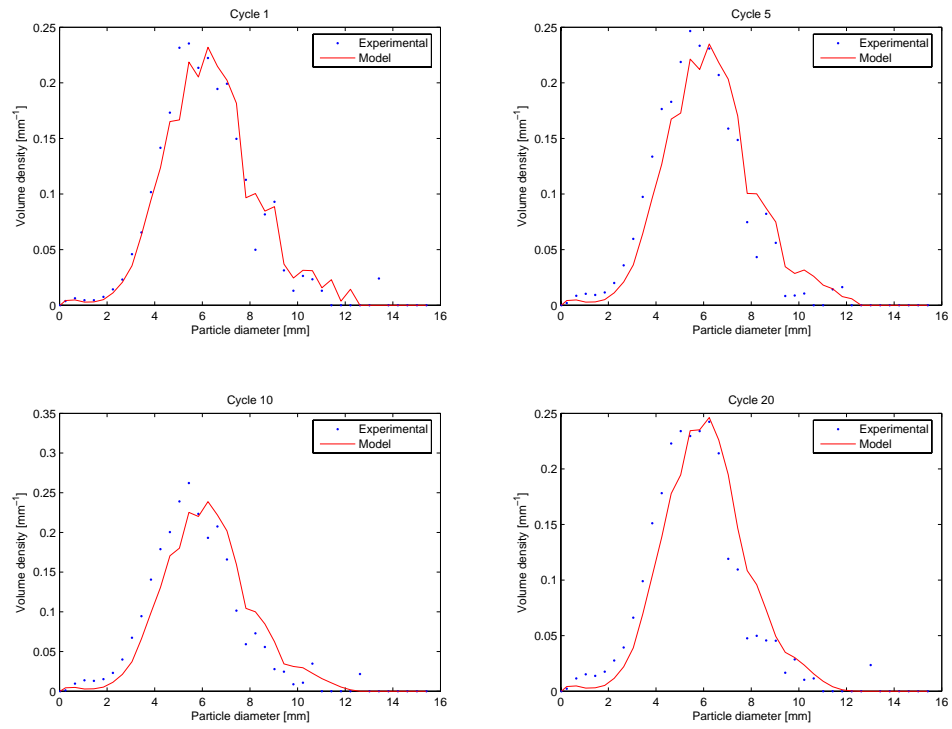 Cycle 1
0.25
0.2
0.15
0.1
0.05
0
Volume density [mm⁻¹]
0 2 4 6 8 10 12 14 16
Particle diameter [mm]
Experimental
Model
Cycle 5
0.25
0.2
0.15
0.1
0.05
0
Volume density [mm⁻¹]
0 2 4 6 8 10 12 14 16
Particle diameter [mm]
Experimental
Model
Cycle 10
0.35
0.3
0.25
0.2
0.15
0.1
0.05
0
Volume density [mm⁻¹]
0 2 4 6 8 10 12 14 16
Particle diameter [mm]
Experimental
Model
Cycle 20
0.25
0.2
0.15
0.1
0.05
0
Volume density [mm⁻¹]
0 2 4 6 8 10 12 14 16
Particle diameter [mm]
Experimental
Model